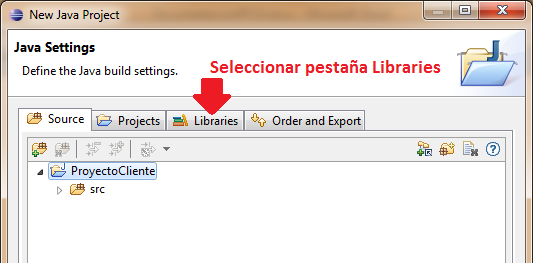 New Java Project
Java Settings
Define the Java build settings.
Seleccionar pestaña Libraries
Source Projects Libraries Order and Export
ProyectoCliente
src